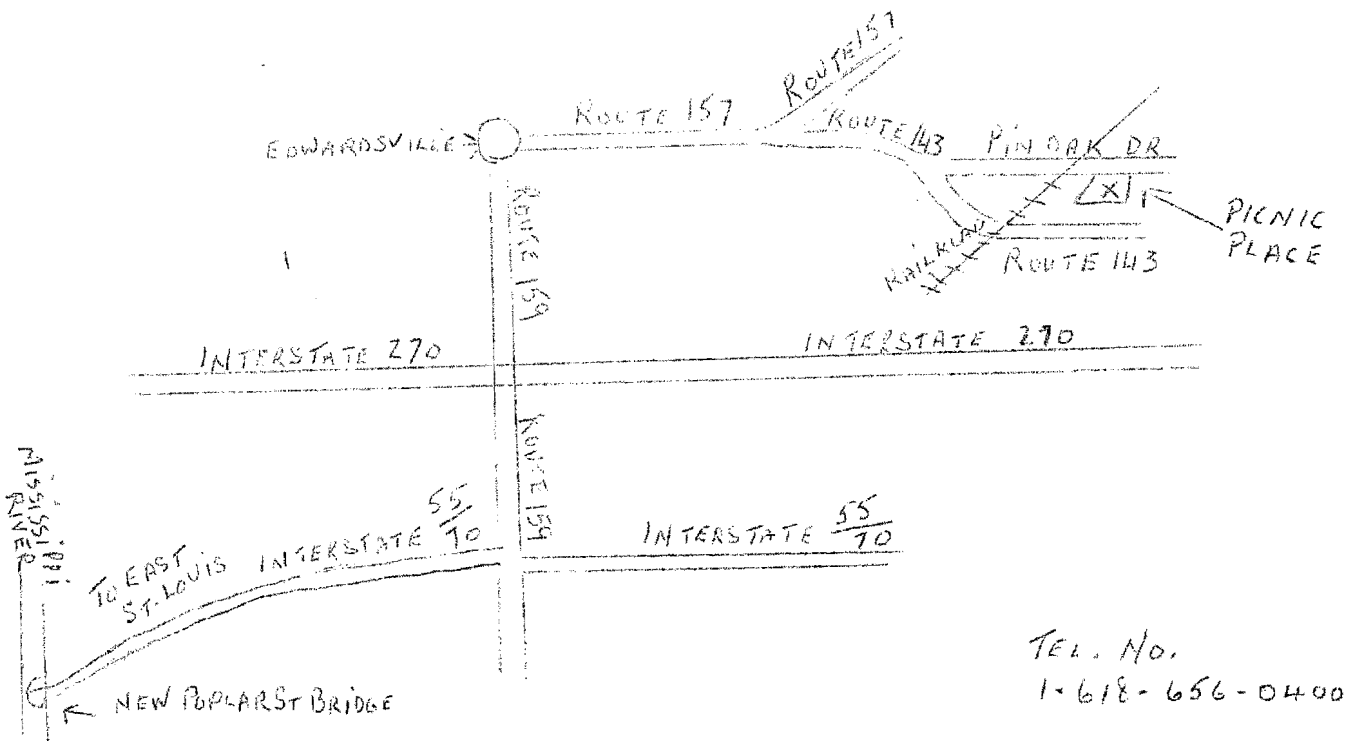 ROUTE 157
ROUTE 157
EDWARDSVILLE
ROUTE 143
PIN OAK DR
X
PICNIC
PLACE
ROUTE 159
RAILROAD
ROUTE 143
INTERSTATE 270
INTERSTATE 270
ROUTE 159
MISSISSIPPI
RIVER
TO EAST
ST. LOUIS
INTERSTATE 55/70
INTERSTATE 55/70
NEW POPLAR ST BRIDGE
TEL. NO.
1-618-656-0400